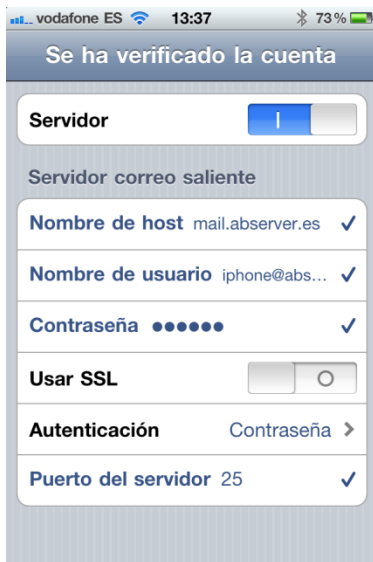 vodafone ES 13:37 73 %
Se ha verificado la cuenta
Servidor
Servidor correo saliente
Nombre de host mail.abserver.es
Nombre de usuario iphone@abs...
Contraseña ●●●●●●
Usar SSL
Autenticación Contraseña
Puerto del servidor 25